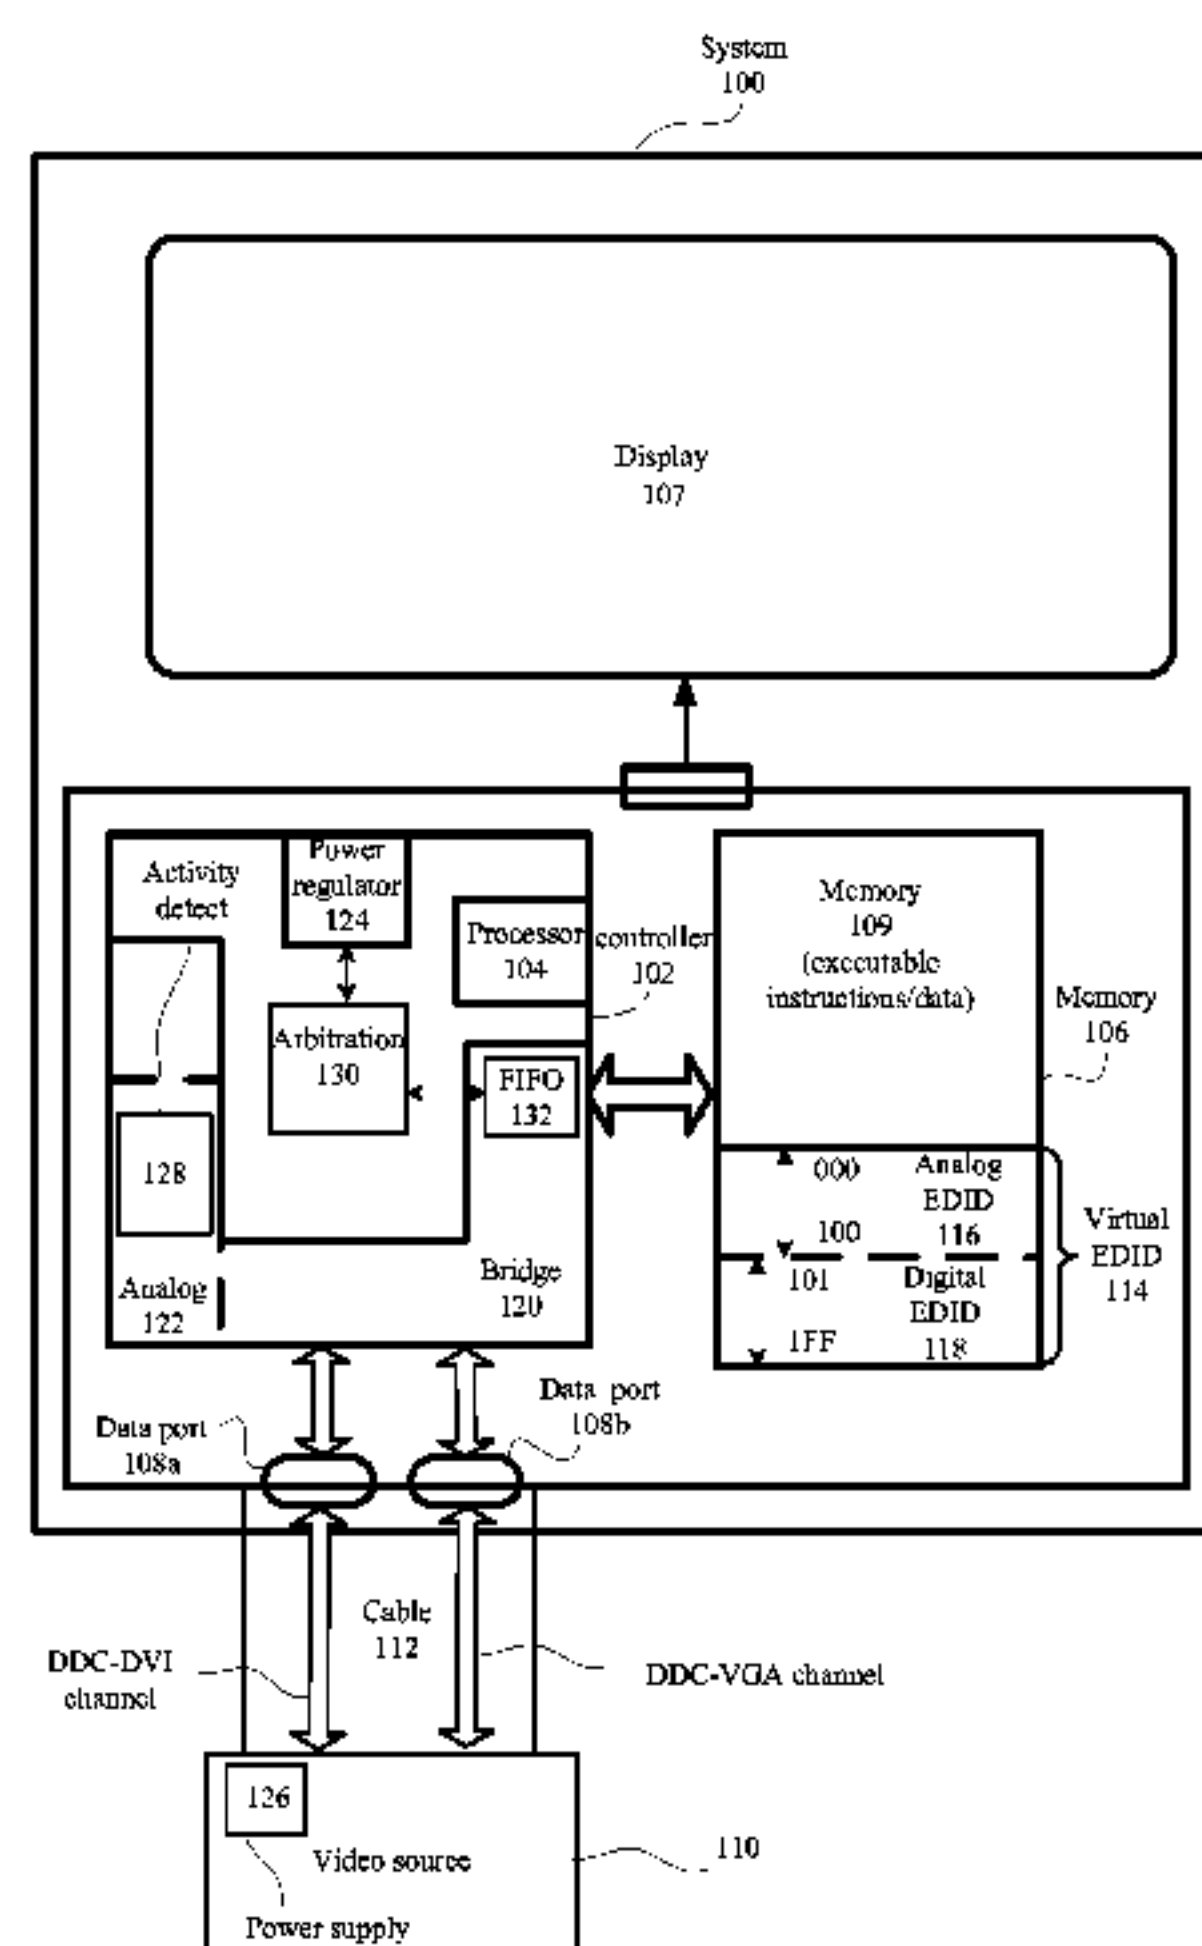 System
100
Display
107
Activity
detect
Power
regulator
124
Processor
104
controller
102
Memory
109
(executable
instructions/data)
Memory
106
Arbitration
130
FIFO
132
128
000
Analog
EDID
116
100
101
Digital
EDID
118
1FF
Virtual
EDID
114
Analog
122
Bridge
120
Data port
108a
Data port
108b
Cable
112
DDC-DVI
channel
DDC-VGA channel
126
Video source
110
Power supply